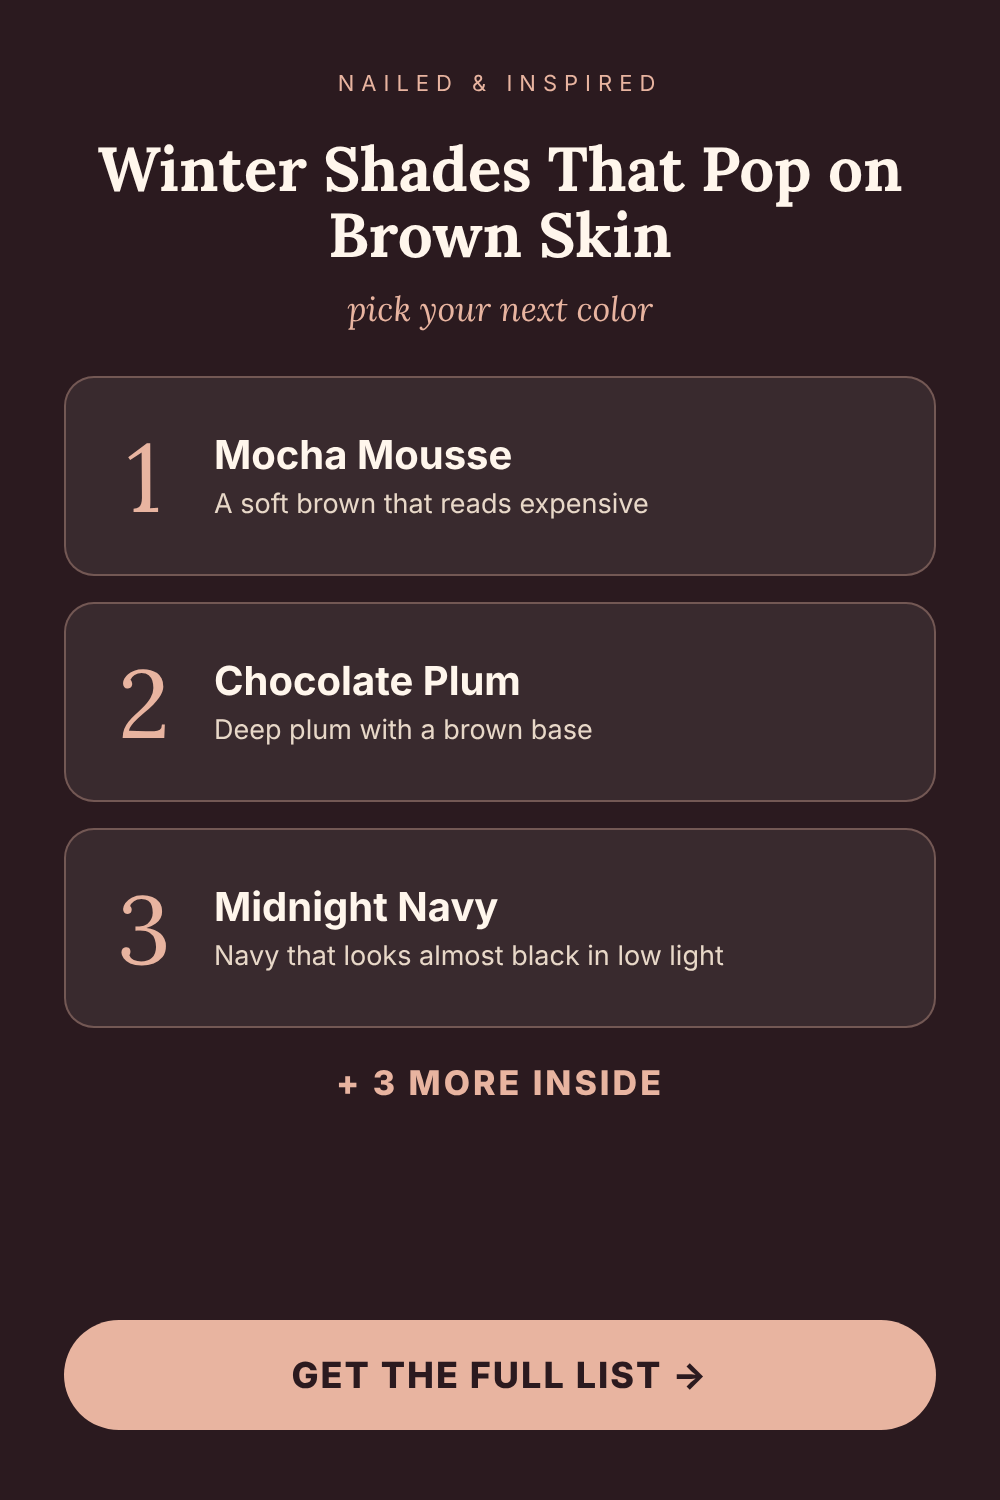 NAILED & INSPIRED
Winter Shades That Pop on
Brown Skin
pick your next color
1
Mocha Mousse
A soft brown that reads expensive
2
Chocolate Plum
Deep plum with a brown base
3
Midnight Navy
Navy that looks almost black in low light
+ 3 MORE INSIDE
GET THE FULL LIST →